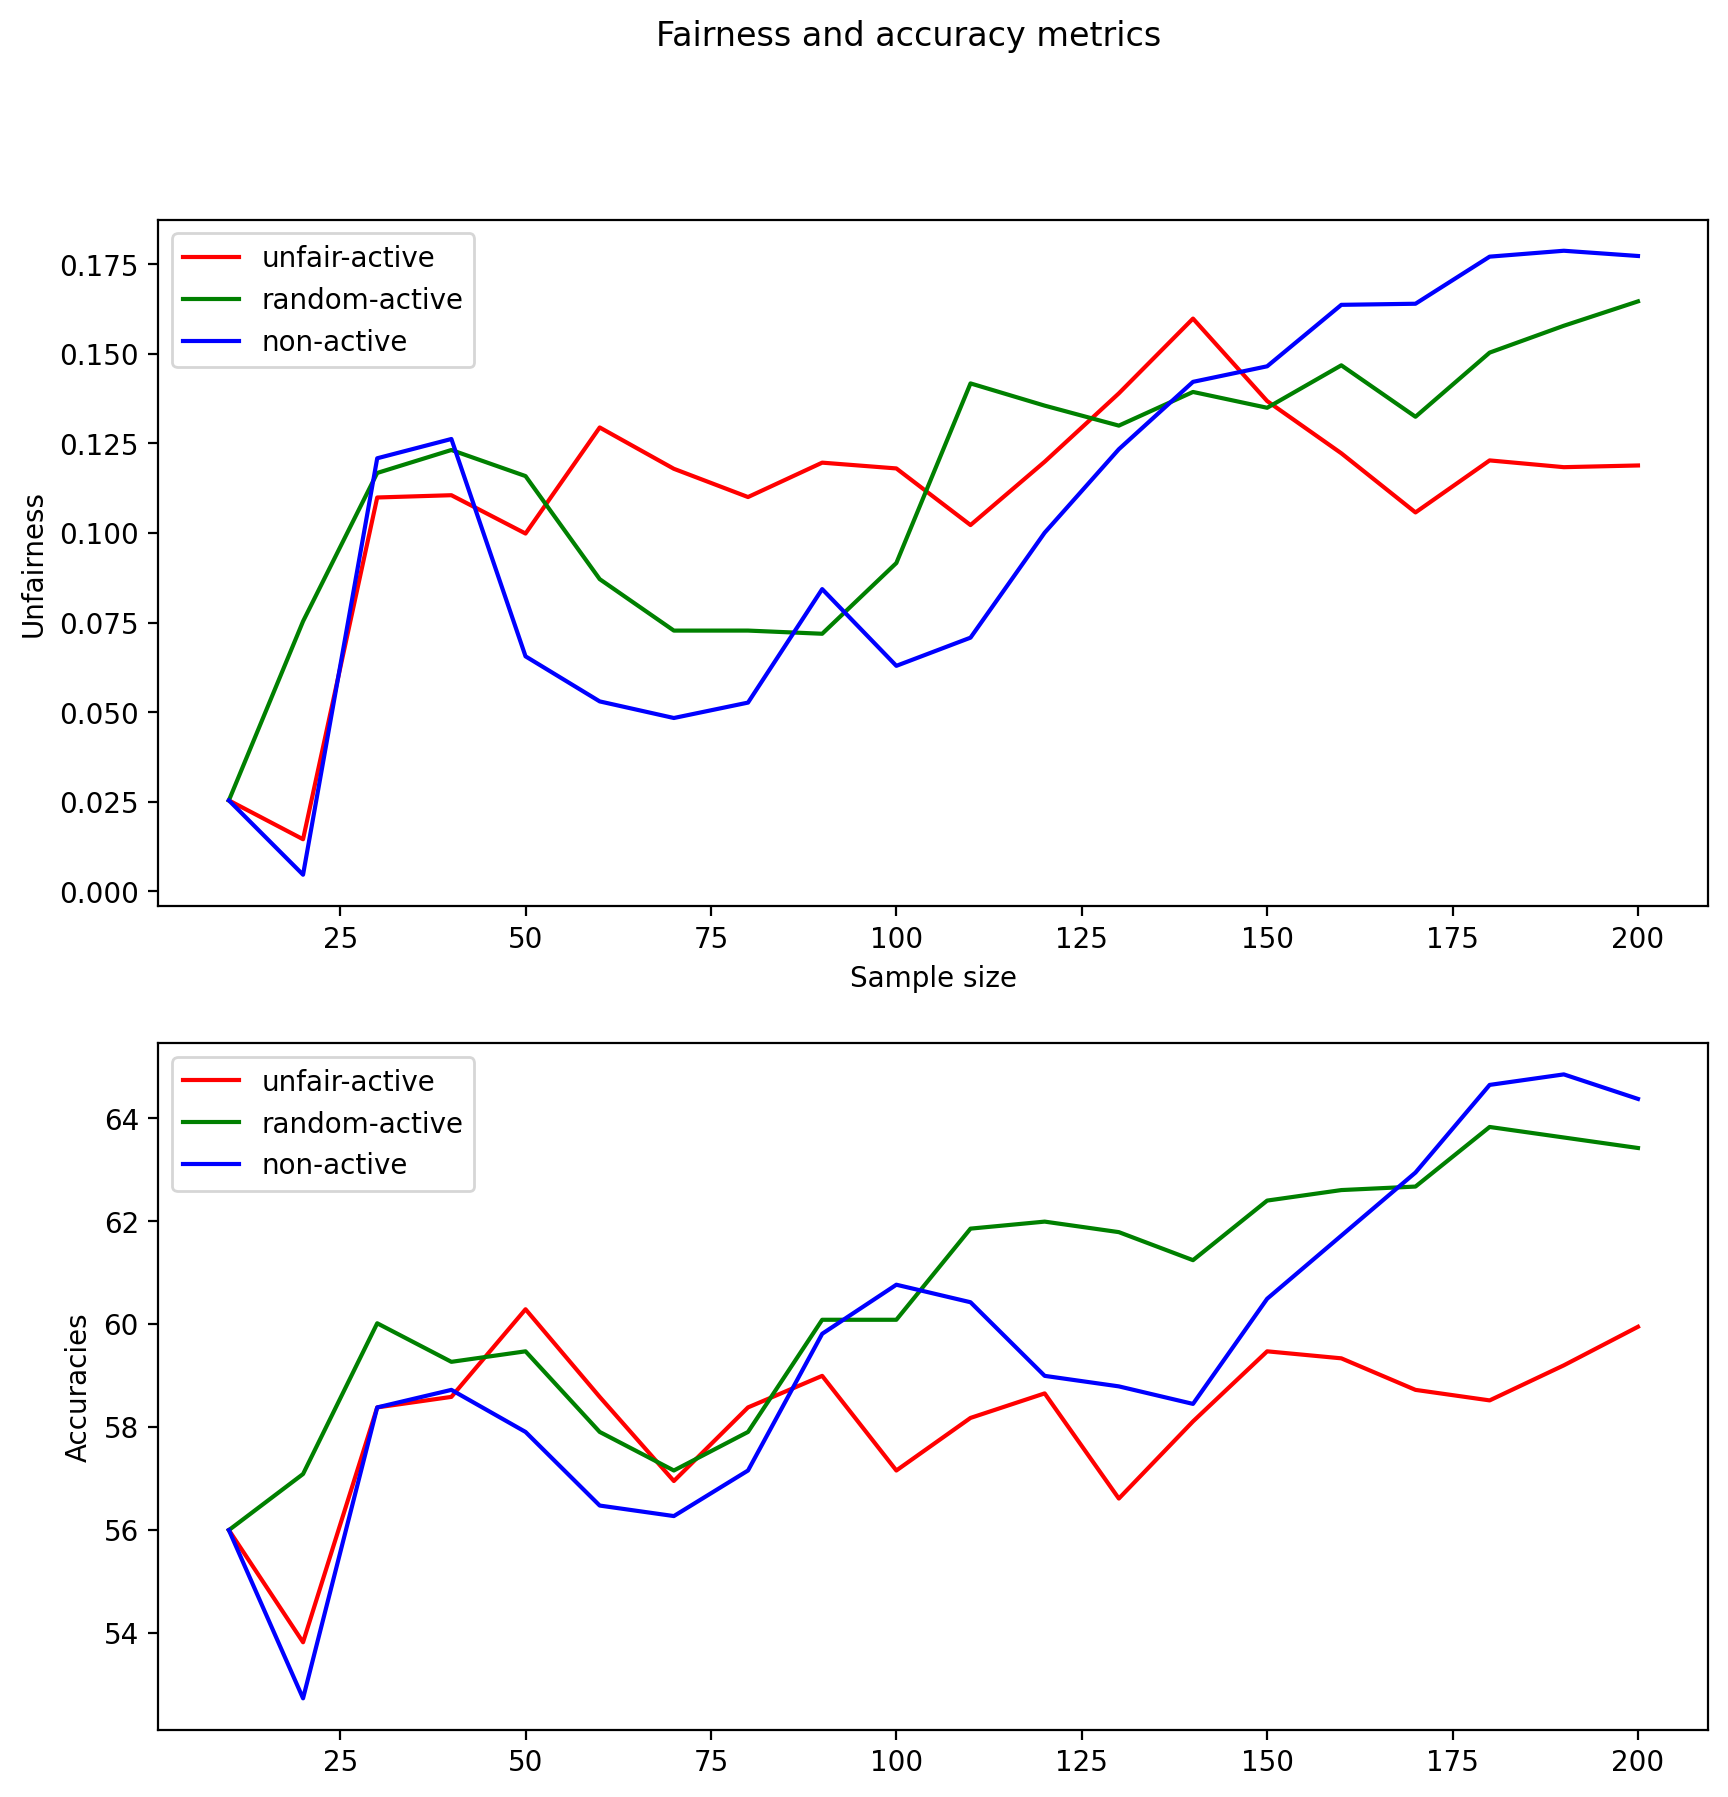 Fairness and accuracy metrics
unfair-active
random-active
non-active
0.175
0.150
0.125
0.100
0.075
0.050
0.025
0.000
Unfairness
25 50 75 100 125 150 175 200
Sample size
unfair-active
random-active
non-active
64
62
60
58
56
54
Accuracies
25 50 75 100 125 150 175 200